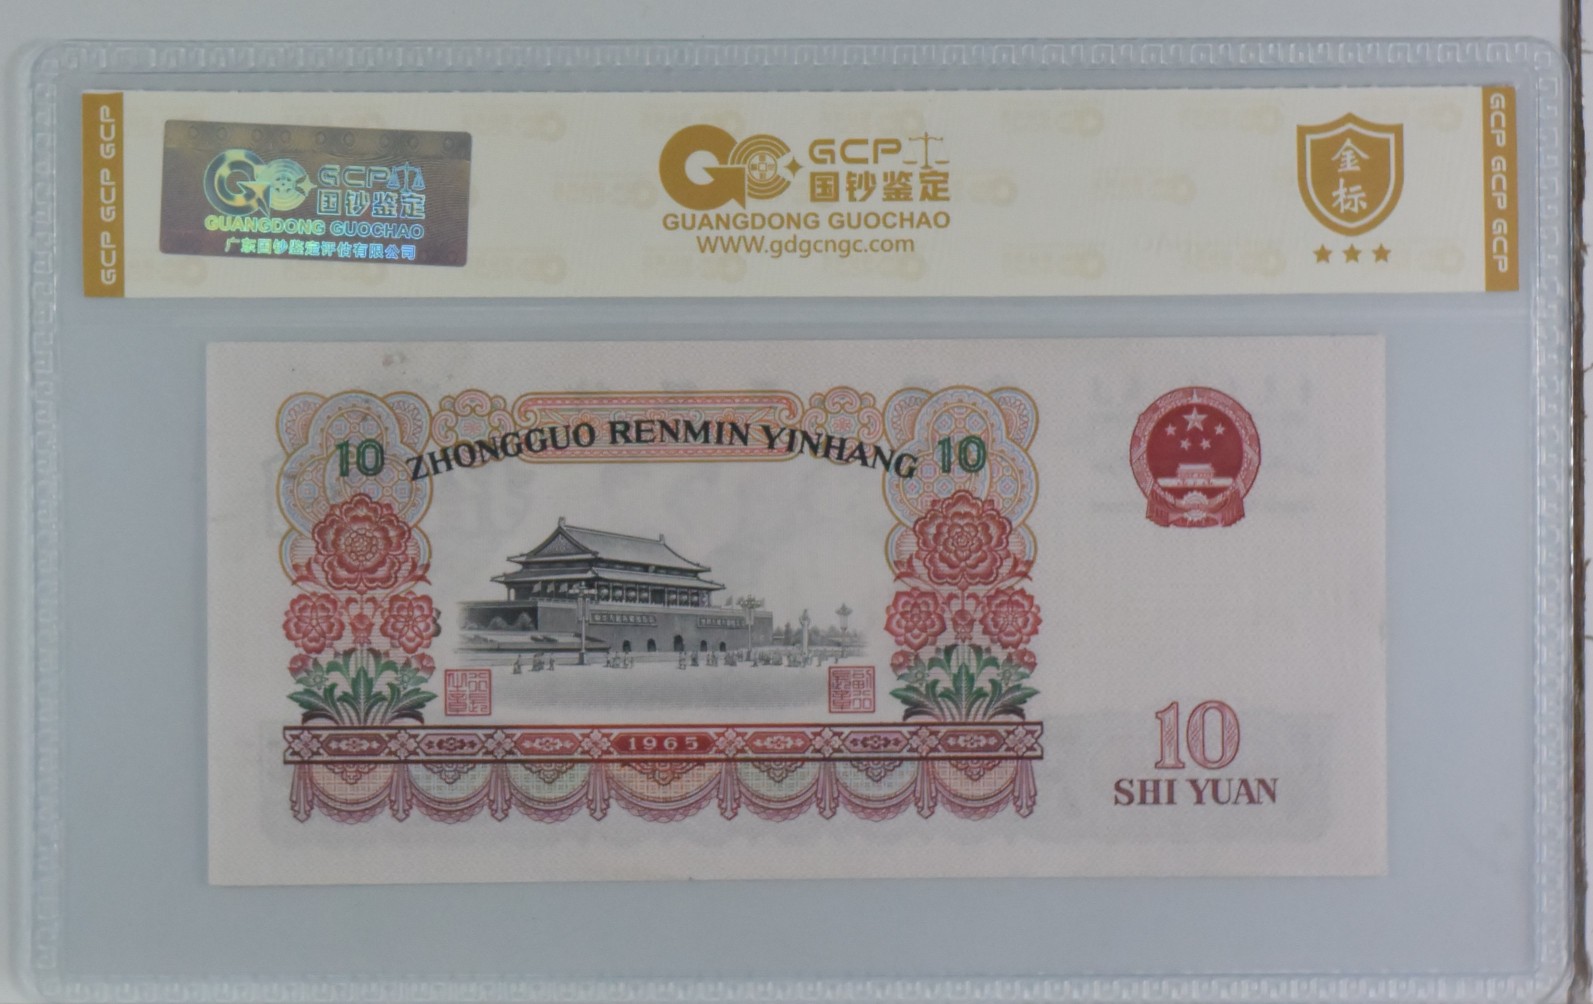 GCP GCP GCP
GCP
国钞鉴定
GUANGDONG GUOCHAO
广东国钞鉴定评估有限公司
GCP
国钞鉴定
GUANGDONG GUOCHAO
WWW.gdgcngc.com
金标
GCP GCP GCP
10 ZHONGGUO RENMIN YINHANG 10
1965
10
SHI YUAN